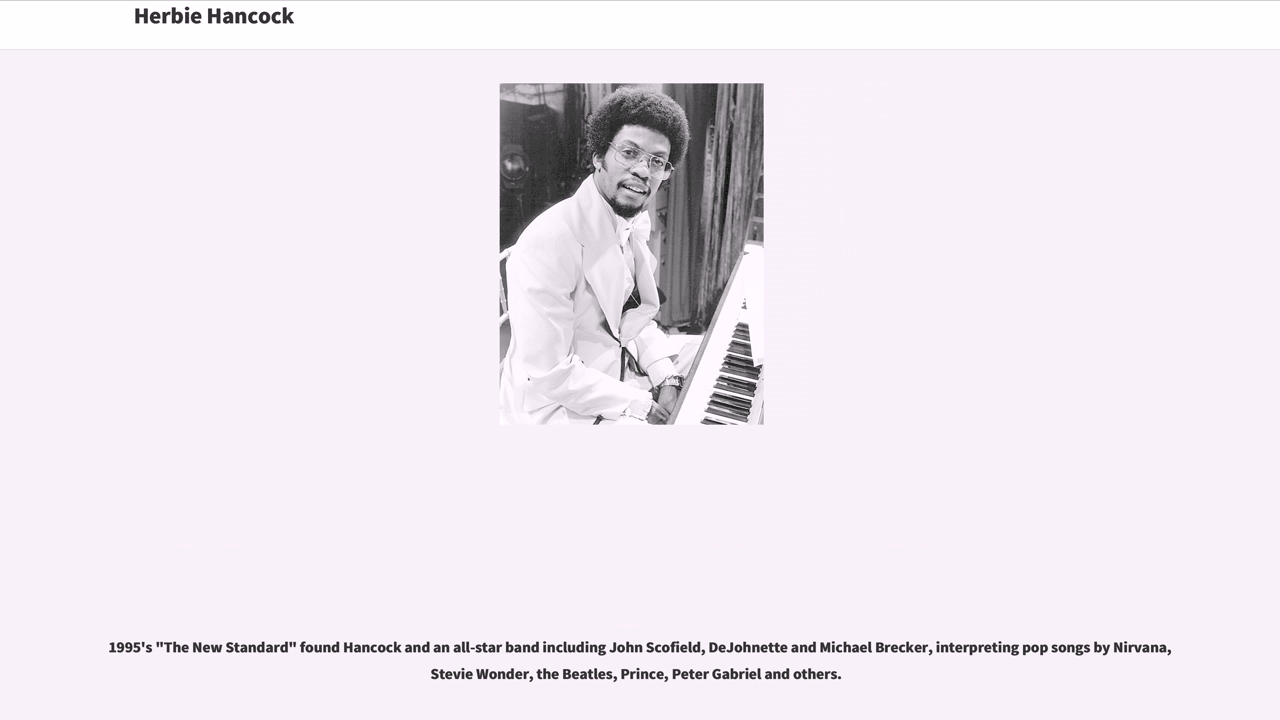 Herbie Hancock
1995's "The New Standard" found Hancock and an all-star band including John Scofield, DeJohnette and Michael Brecker, interpreting pop songs by Nirvana,
Stevie Wonder, the Beatles, Prince, Peter Gabriel and others.